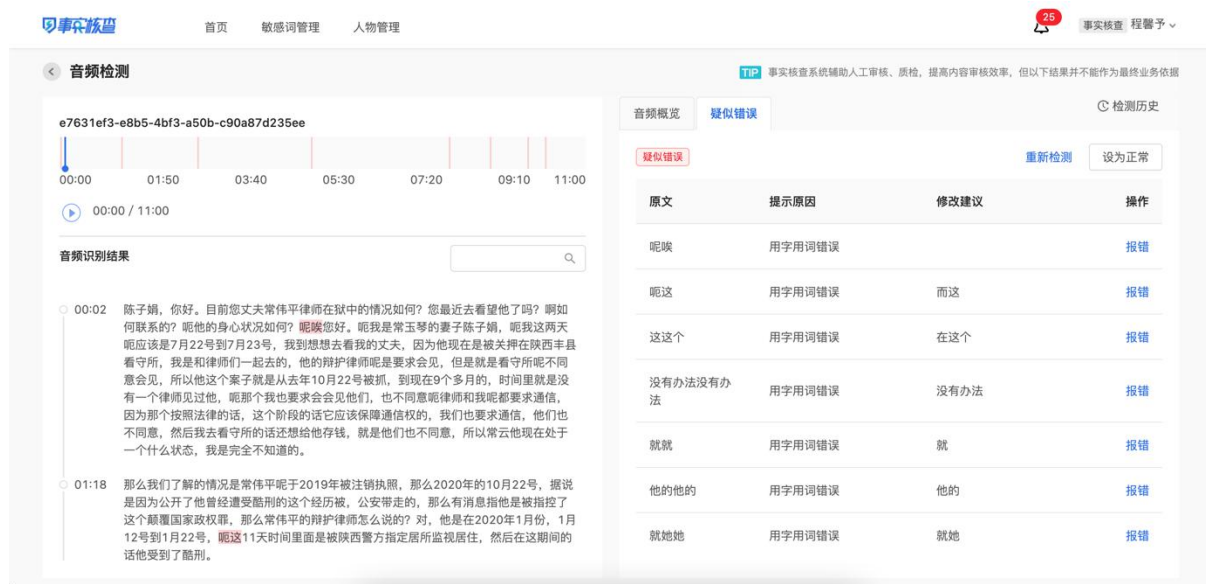 事实核查
首页 敏感词管理 人物管理
25
事实核查 程馨予
音频检测
TIP 事实核查系统辅助人工审核、质检，提高内容审核效率，但以下结果并不能作为最终业务依据
e7631ef3-e8b5-4bf3-a50b-c90a87d235ee
00:00 01:50 03:40 05:30 07:20 09:10 11:00
00:00 / 11:00
音频识别结果
00:02 陈子娟，你好。目前您丈夫常伟平律师在狱中的情况如何？您最近去看望他了吗？啊如
何联系的？呃他的身心状况如何？呢唉您好。呃我是常玉琴的妻子陈子娟，呃我这两天
呃应该是7月22号到7月23号，我到想想去看我的丈夫，因为他现在是被关押在陕西丰县
看守所，我是和律师们一起去的，他的辩护律师呢是要求会见，但是就是看守所呢不同
意会见，所以他这个案子就是从去年10月22号被抓，到现在9个多月的，时间里就是没
有一个律师见过他，呃那个我也要求会会见他们，也不同意呃律师和我呢都要求通信，
因为那个按照法律的话，这个阶段的话它应该保障通信权的，我们也要求通信，他们也
不同意，然后我去看守所的话还想给他存钱，就是他们也不同意，所以常云他现在处于
一个什么状态，我是完全不知道的。
01:18 那么我们了解的情况是常伟平呢于2019年被注销执照，那么2020年的10月22号，据说
是因为公开了他曾经遭受酷刑的这个经历被，公安带走的，那么有消息指他是被指控了
这个颠覆国家政权罪，那么常伟平的辩护律师怎么说的？对，他是在2020年1月份，1月
12号到1月22号，呃这11天时间里面是被陕西警方指定居所监视居住，然后在这期间的
话他受到了酷刑。
音频概览 疑似错误
检测历史
疑似错误 重新检测 设为正常
原文 提示原因 修改建议 操作
呢唉 用字用词错误 报错
呃这 用字用词错误 而这 报错
这这个 用字用词错误 在这个 报错
没有办法没有办
法 用字用词错误 没有办法 报错
就就 用字用词错误 就 报错
他的他的 用字用词错误 他的 报错
就她她 用字用词错误 就她 报错